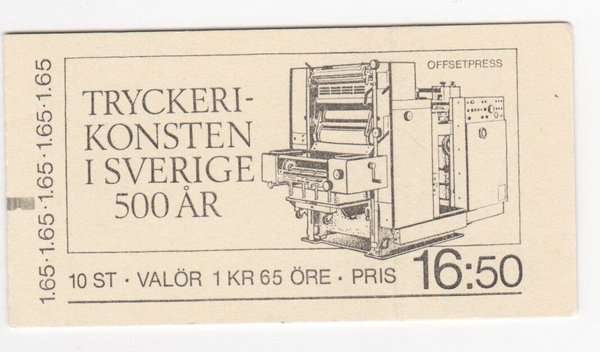 OFFSETPRESS
TRYCKERI-
KONSTEN
I SVERIGE
500 ÅR
1.65 · 1.65 · 1.65 · 1.65 · 1.65
10 ST · VALÖR 1 KR 65 ÖRE · PRIS 16:50